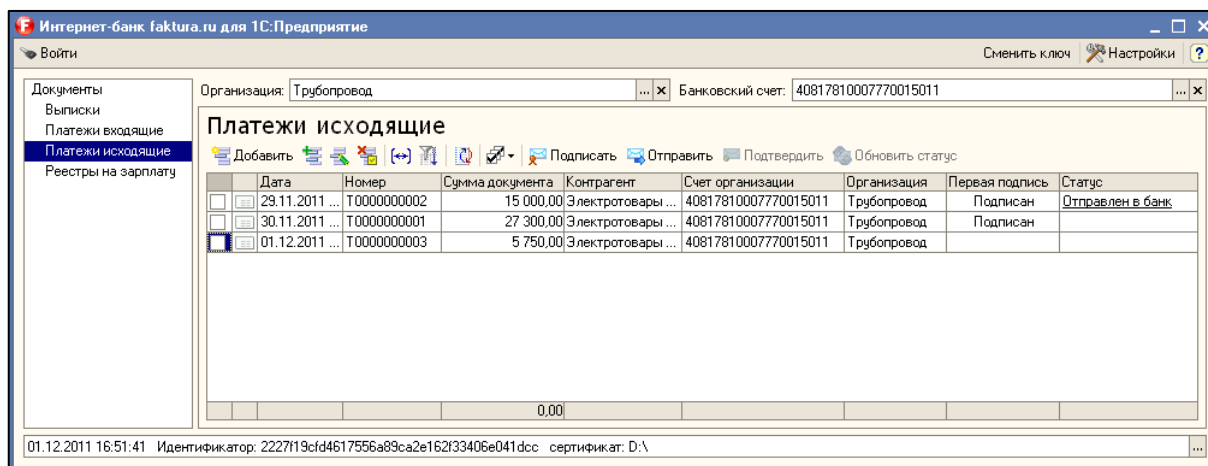 Интернет-банк faktura.ru для 1С:Предприятие
Войти Сменить ключ Настройки ?
Документы
Выписки
Платежи входящие
Платежи исходящие
Реестры на зарплату
Организация: Трубопровод ... × Банковский счет: 40817810007770015011 ... ×
Платежи исходящие
Добавить Подписать Отправить Подтвердить Обновить статус
Дата Номер Сумма документа Контрагент Счет организации Организация Первая подпись Статус
29.11.2011 ... Т0000000002 15 000,00 Электротовары ... 40817810007770015011 Трубопровод Подписан Отправлен в банк
30.11.2011 ... Т0000000001 27 300,00 Электротовары ... 40817810007770015011 Трубопровод Подписан
01.12.2011 ... Т0000000003 5 750,00 Электротовары ... 40817810007770015011 Трубопровод
0,00
01.12.2011 16:51:41 Идентификатор: 2227f19cfd4617556a89ca2e162f33406e041dcc сертификат: D:\ ...